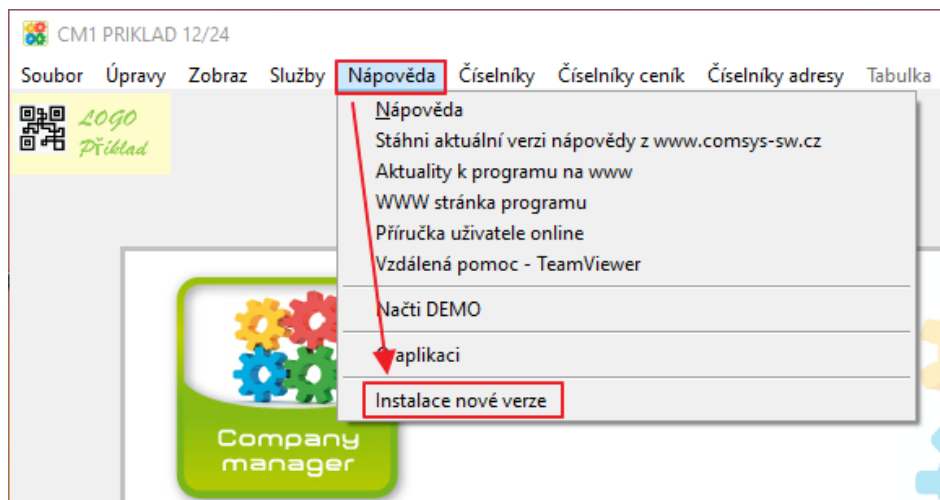 CM1 PRIKLAD 12/24
Soubor Úpravy Zobraz Služby Nápověda Číselníky Číselníky ceník Číselníky adresy Tabulka
LOGO
Příklad
Nápověda
Stáhni aktuální verzi nápovědy z www.comsys-sw.cz
Aktuality k programu na www
WWW stránka programu
Příručka uživatele online
Vzdálená pomoc - TeamViewer
Načti DEMO
aplikaci
Instalace nové verze
Company
manager